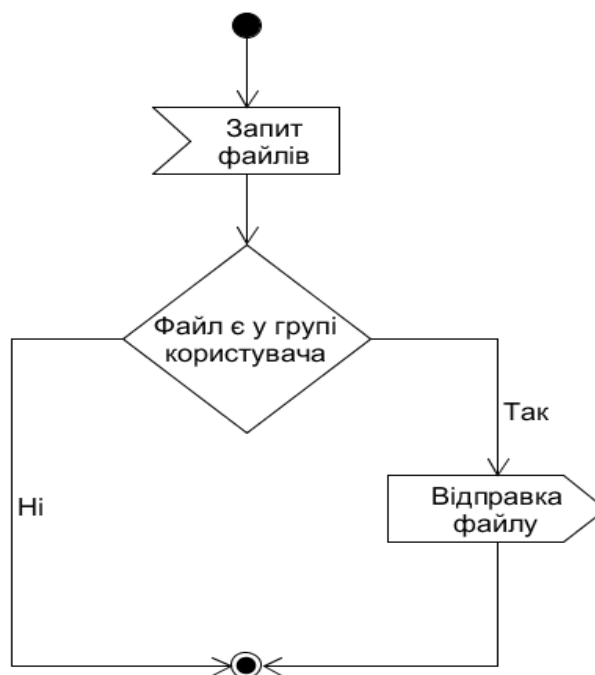 Запит
файлів
Файл є у групі
користувача
Так
Ні
Відправка
файлу